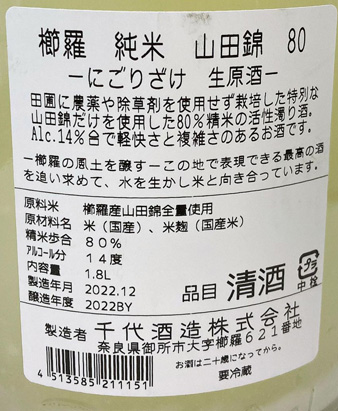 櫛羅 純米 山田錦 80
ーにごりざけ 生原酒ー
田圃に農薬や除草剤を使用せず栽培した特別な
山田錦だけを使用した80%精米の活性濁り酒。
Alc.14%台で軽快さと複雑さのあるお酒です。
ー櫛羅の風土を醸すーこの地で表現できる最高の酒
を追い求めて、水を生かし米と向き合っています。
原料米 櫛羅産山田錦全量使用
原材料名 米（国産）、米麹（国産米）
精米歩合 80%
アルコール分 14度
内容量 1.8L
製造年月 2022.12
醸造年度 2022BY
品目 清酒
プラ
中栓
製造者 千代酒造株式会社
奈良県御所市大字櫛羅621番地
お酒は二十歳になってから。
要冷蔵
4 513585 211151